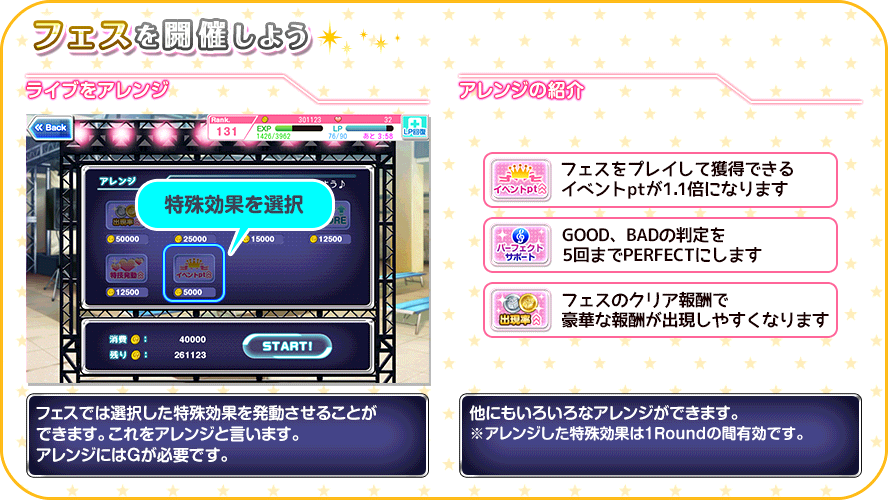 フェスを開催しよう
ライブをアレンジ
アレンジの紹介
Back
Rank.
131
301123
32
EXP
1426/3962
LP
76/90
あと 3:58
LP回復
アレンジ
よう♪
特殊効果を選択
出現率
RE
50000
25000
15000
12500
特技発動
イベントpt
12500
5000
消費 : 40000
残り : 261123
START!
イベントpt
フェスをプレイして獲得できる
イベントptが1.1倍になります
パーフェクト
サポート
GOOD、BADの判定を
5回までPERFECTにします
出現率
フェスのクリア報酬で
豪華な報酬が出現しやすくなります
フェスでは選択した特殊効果を発動させることが
できます。これをアレンジと言います。
アレンジにはGが必要です。
他にもいろいろなアレンジができます。
※アレンジした特殊効果は1Roundの間有効です。